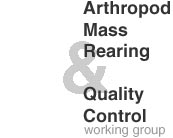 Arthropod
Mass
Rearing
&
Quality
Control
working group